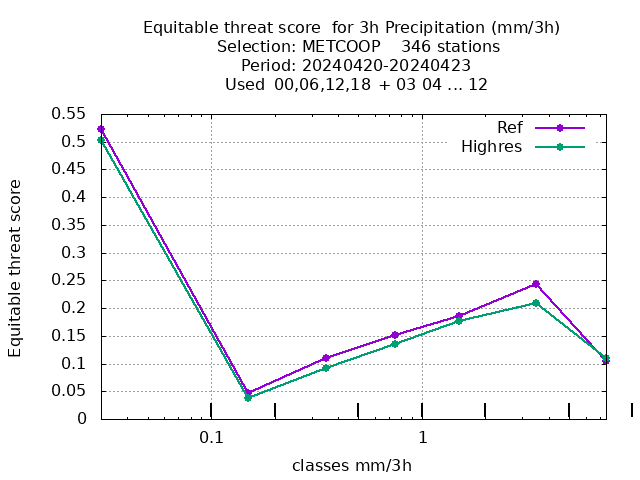 Equitable threat score  for 3h Precipitation (mm/3h)
Selection: METCOOP    346 stations
Period: 20240420-20240423
Used  00,06,12,18 + 03 04 ... 12
Ref
Highres
Equitable threat score
0.55
0.5
0.45
0.4
0.35
0.3
0.25
0.2
0.15
0.1
0.05
0
0.1
1
classes mm/3h